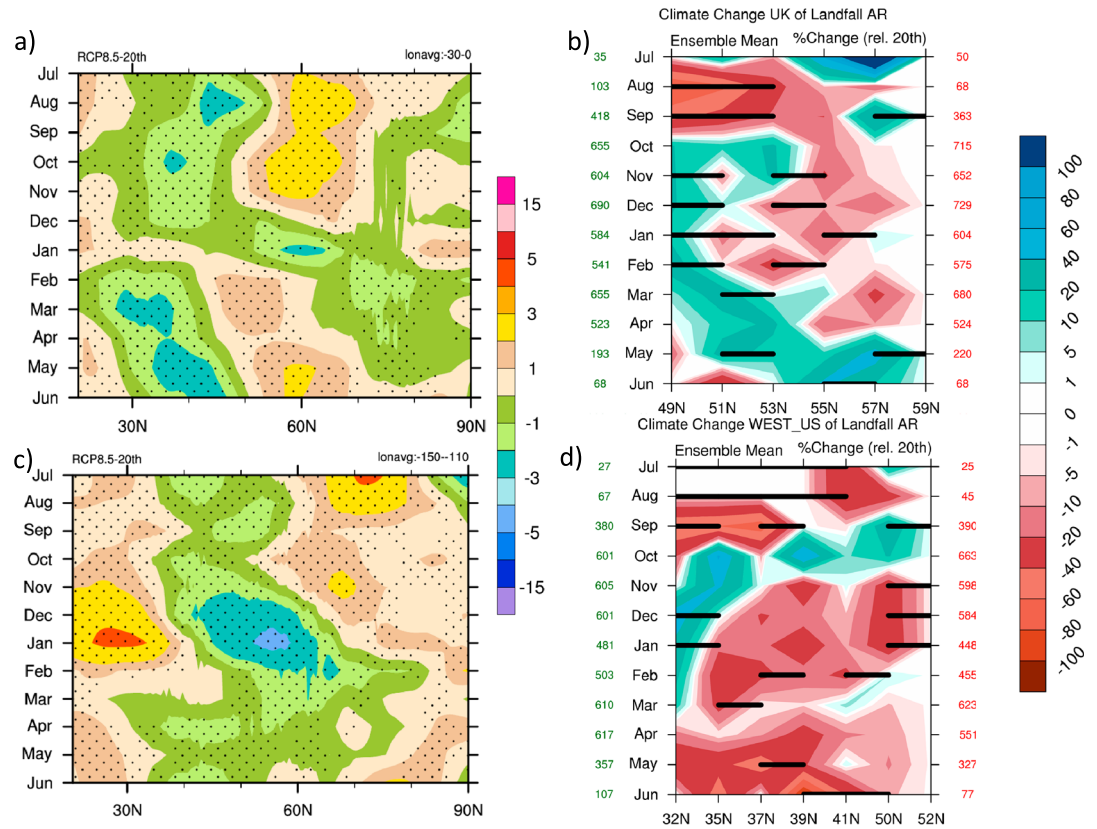 a)
RCP8.5-20th lonavg:-30-0
Jul
Aug
Sep
Oct
Nov
Dec
Jan
Feb
Mar
Apr
May
Jun
30N 60N 90N
15
5
3
1
-1
-3
-5
-15
b)
Climate Change UK of Landfall AR
Ensemble Mean %Change (rel. 20th)
35 Jul 50
103 Aug 68
418 Sep 363
655 Oct 715
604 Nov 652
690 Dec 729
584 Jan 604
541 Feb 575
655 Mar 680
523 Apr 524
193 May 220
68 Jun 68
49N 51N 53N 55N 57N 59N
c)
RCP8.5-20th lonavg:-150--110
Jul
Aug
Sep
Oct
Nov
Dec
Jan
Feb
Mar
Apr
May
Jun
30N 60N 90N
d)
Climate Change WEST_US of Landfall AR
Ensemble Mean %Change (rel. 20th)
27 Jul 25
67 Aug 45
380 Sep 390
601 Oct 663
605 Nov 598
601 Dec 584
481 Jan 448
503 Feb 455
610 Mar 623
617 Apr 551
357 May 327
107 Jun 77
32N 35N 37N 39N 41N 50N 52N
100
80
60
40
20
10
5
1
0
-1
-5
-10
-20
-40
-60
-80
-100